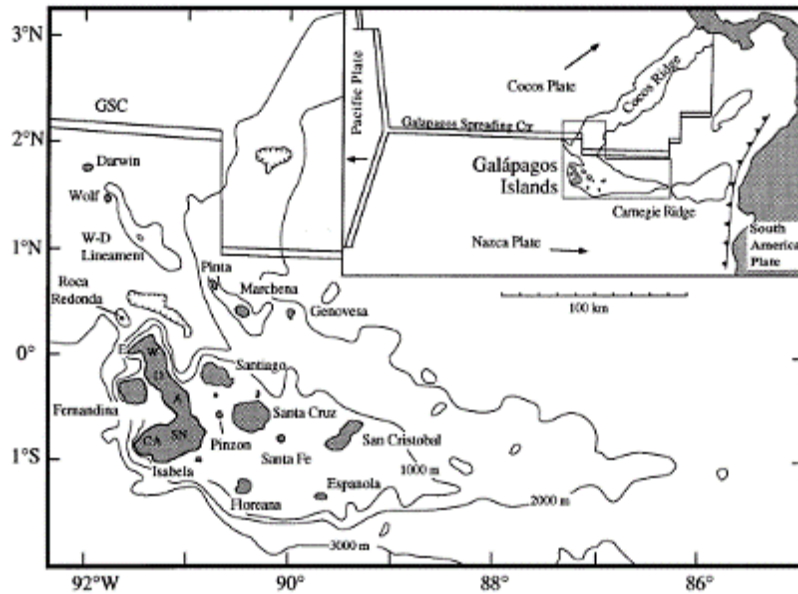 3°N
2°N
1°N
0°
1°S
92°W
90°
88°
86°
GSC
Darwin
Wolf
W-D
Lineament
Roca
Redonda
Pinta
Marchena
Genovesa
Fernandina
E
W
D
A
SN
CA
Isabela
Santiago
Santa Cruz
Pinzon
Santa Fe
San Cristobal
Floreana
Espanola
1000 m
2000 m
3000 m
100 km
Pacific Plate
Cocos Plate
Cocos Ridge
Galapagos Spreading Ctr
Galápagos
Islands
Carnegie Ridge
Nazca Plate
South
America
Plate